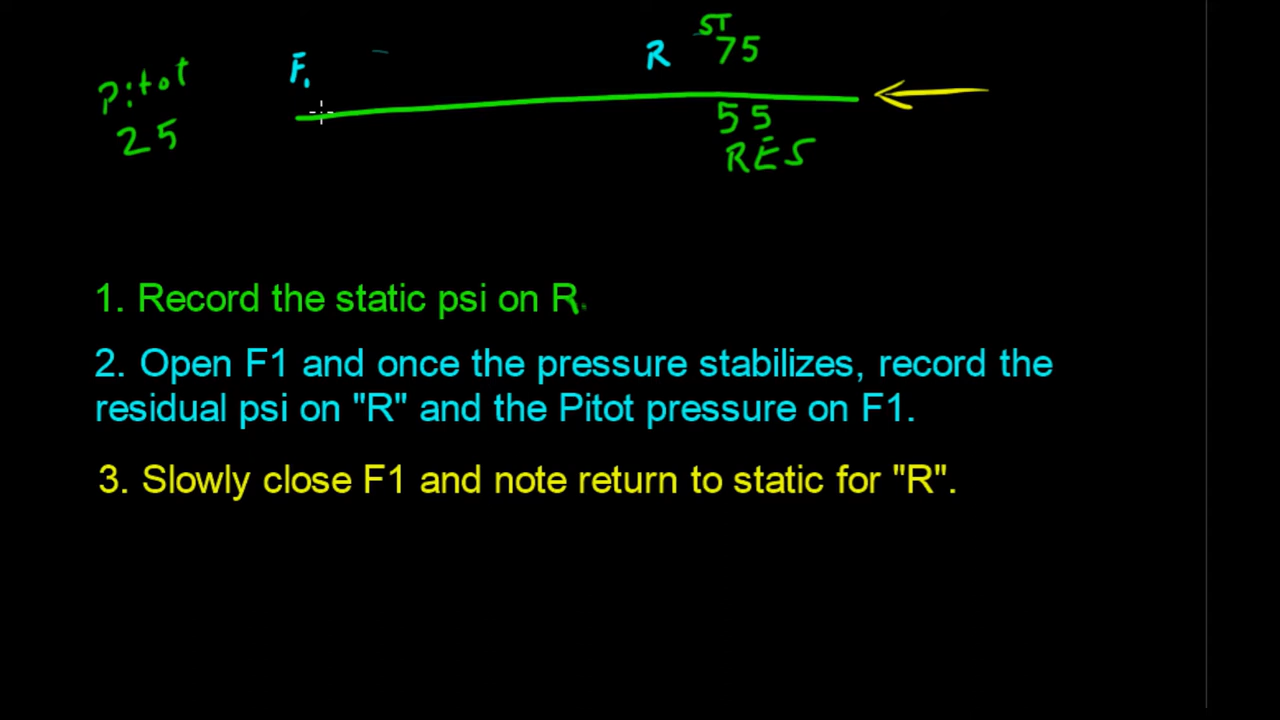 ST
Pitot F1 R 75
25 55
RES
1. Record the static psi on R.
2. Open F1 and once the pressure stabilizes, record the
residual psi on "R" and the Pitot pressure on F1.
3. Slowly close F1 and note return to static for "R".